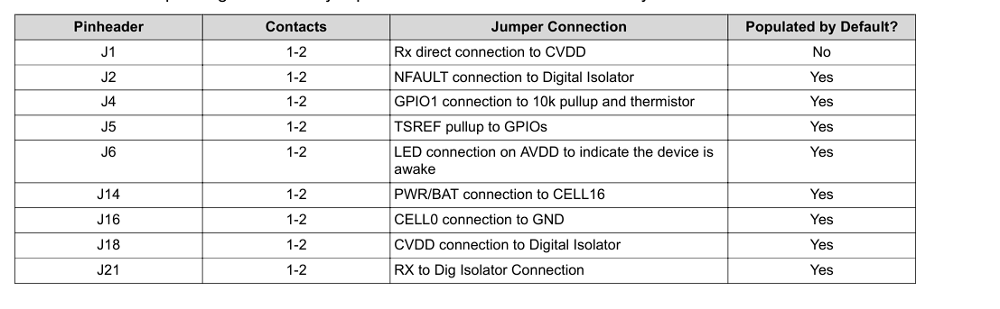 Pinheader Contacts Jumper Connection Populated by Default?
J1 1-2 Rx direct connection to CVDD No
J2 1-2 NFAULT connection to Digital Isolator Yes
J4 1-2 GPIO1 connection to 10k pullup and thermistor Yes
J5 1-2 TSREF pullup to GPIOs Yes
J6 1-2 LED connection on AVDD to indicate the device is Yes
awake
J14 1-2 PWR/BAT connection to CELL16 Yes
J16 1-2 CELL0 connection to GND Yes
J18 1-2 CVDD connection to Digital Isolator Yes
J21 1-2 RX to Dig Isolator Connection Yes